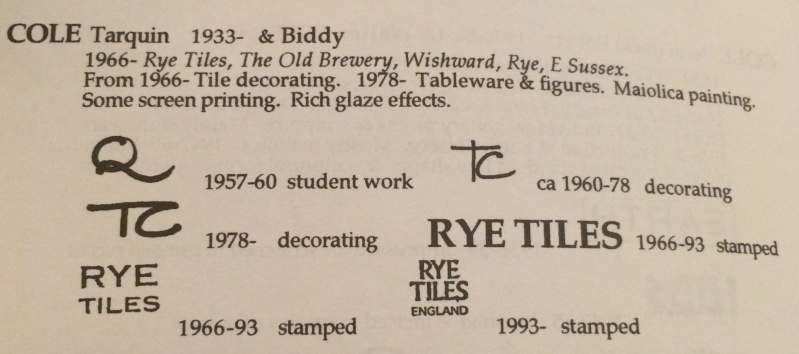 COLE Tarquin 1933- & Biddy
1966- Rye Tiles, The Old Brewery, Wishward, Rye, E Sussex.
From 1966- Tile decorating. 1978- Tableware & figures. Maiolica painting.
Some screen printing. Rich glaze effects.
Q 1957-60 student work
TC ca 1960-78 decorating
TC 1978- decorating
RYE TILES 1966-93 stamped
RYE
TILES
1966-93 stamped
RYE
TILES
ENGLAND
1993- stamped